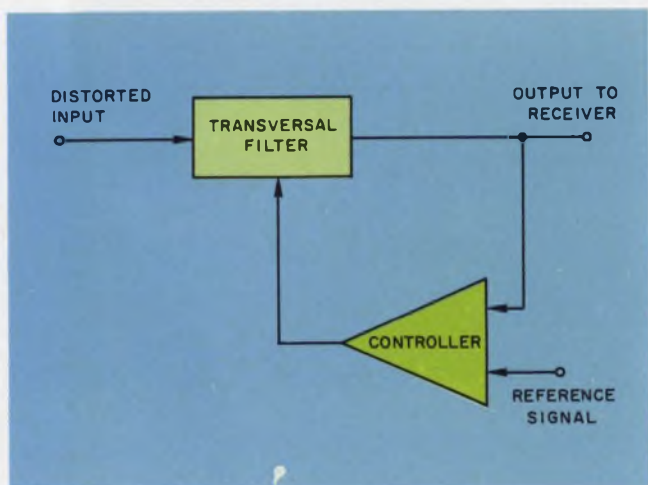 DISTORTED
INPUT
TRANSVERSAL
FILTER
OUTPUT TO
RECEIVER
CONTROLLER
REFERENCE
SIGNAL